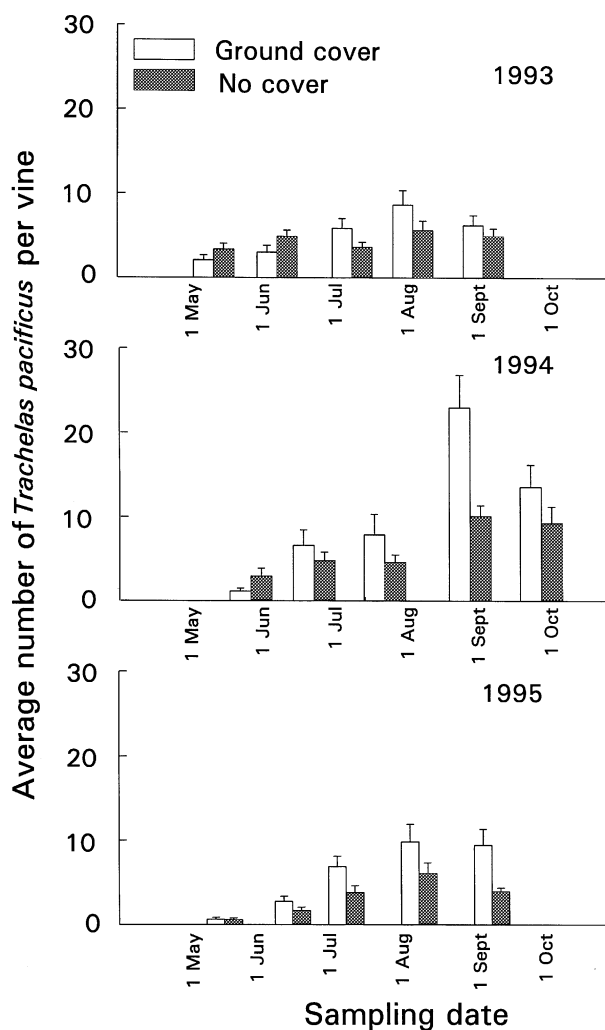 Average number of Trachelas pacificus per vine
30
20
10
0
Ground cover
No cover
1993
1 May
1 Jun
1 Jul
1 Aug
1 Sept
1 Oct
30
20
10
0
1994
1 May
1 Jun
1 Jul
1 Aug
1 Sept
1 Oct
30
20
10
0
1995
1 May
1 Jun
1 Jul
1 Aug
1 Sept
1 Oct
Sampling date